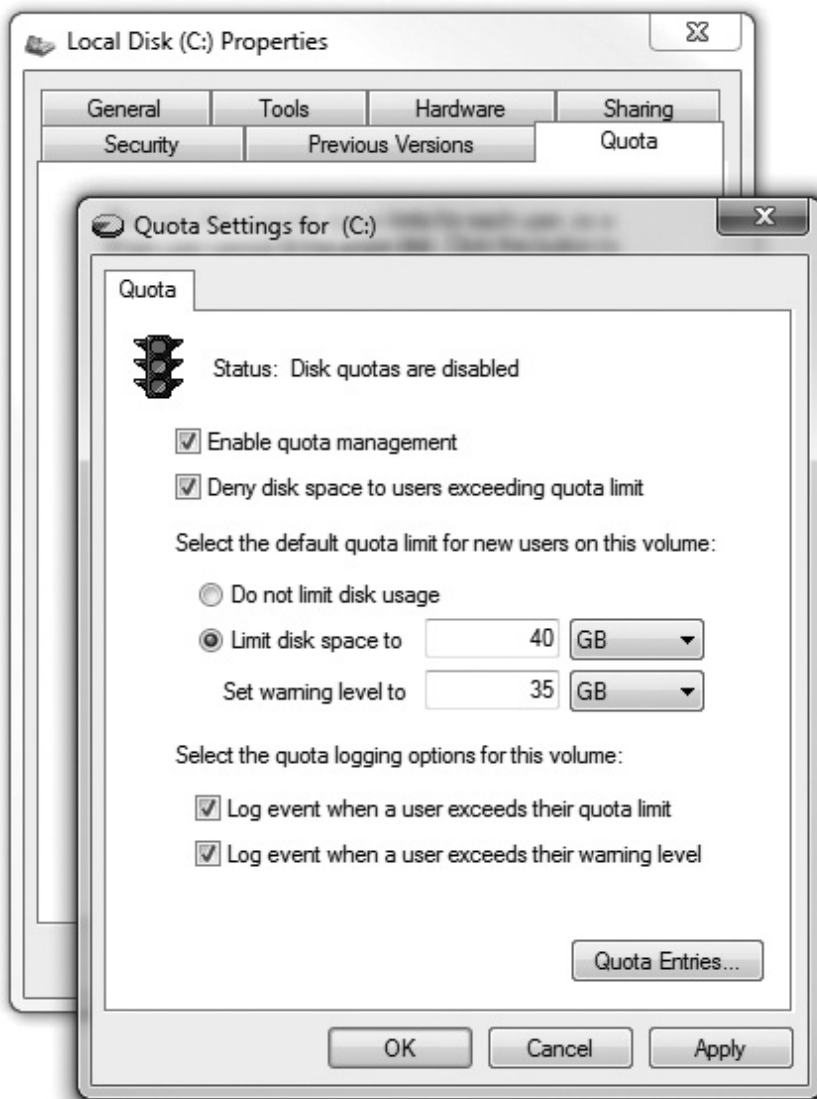 Local Disk (C:) Properties
General Tools Hardware Sharing
Security Previous Versions Quota
Quota Settings for (C:)
Quota
Status: Disk quotas are disabled
Enable quota management
Deny disk space to users exceeding quota limit
Select the default quota limit for new users on this volume:
Do not limit disk usage
Limit disk space to 40 GB
Set warning level to 35 GB
Select the quota logging options for this volume:
Log event when a user exceeds their quota limit
Log event when a user exceeds their warning level
Quota Entries...
OK Cancel Apply